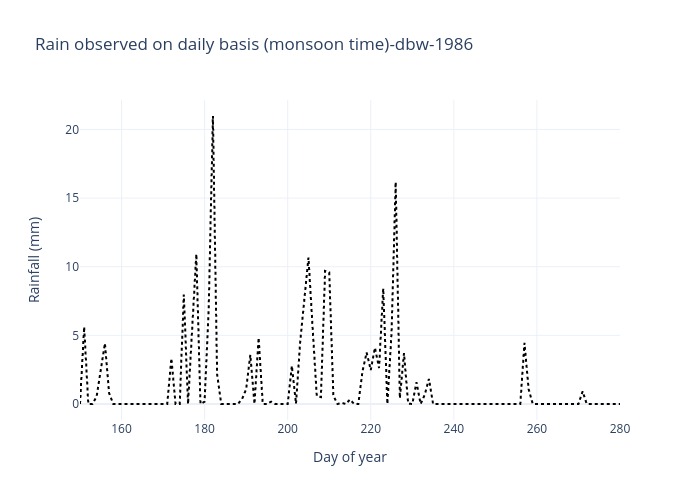 Rain observed on daily basis (monsoon time)-dbw-1986
20
15
10
5
0
Rainfall (mm)
160 180 200 220 240 260 280
Day of year